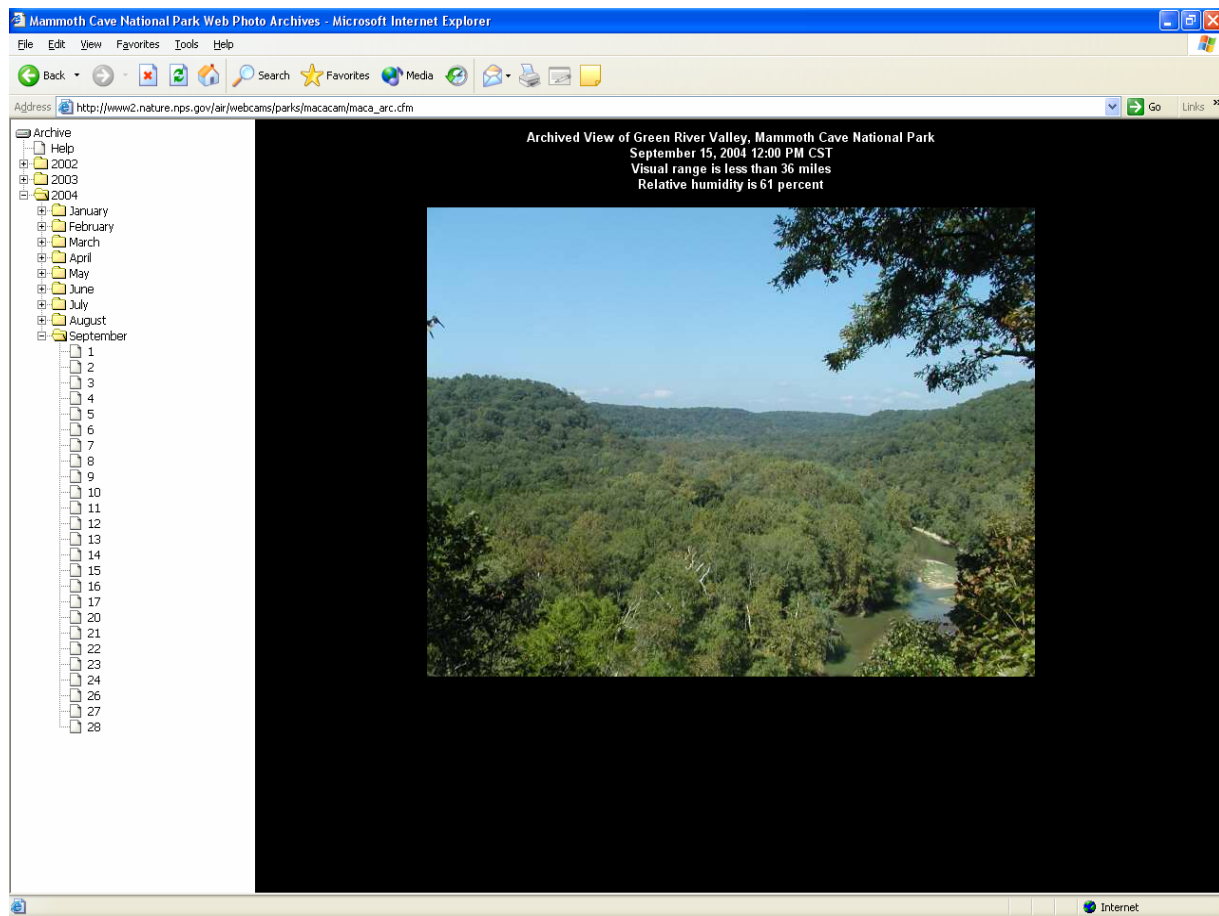 Mammoth Cave National Park Web Photo Archives - Microsoft Internet Explorer
File Edit View Favorites Tools Help
Back Search Favorites Media
Address http://www2.nature.nps.gov/air/webcams/parks/macacam/maca_arc.cfm Go Links »
Archive
Help
2002
2003
2004
January
February
March
April
May
June
July
August
September
1
2
3
4
5
6
7
8
9
10
11
12
13
14
15
16
17
20
21
22
23
24
26
27
28
Archived View of Green River Valley, Mammoth Cave National Park
September 15, 2004 12:00 PM CST
Visual range is less than 36 miles
Relative humidity is 61 percent
Internet